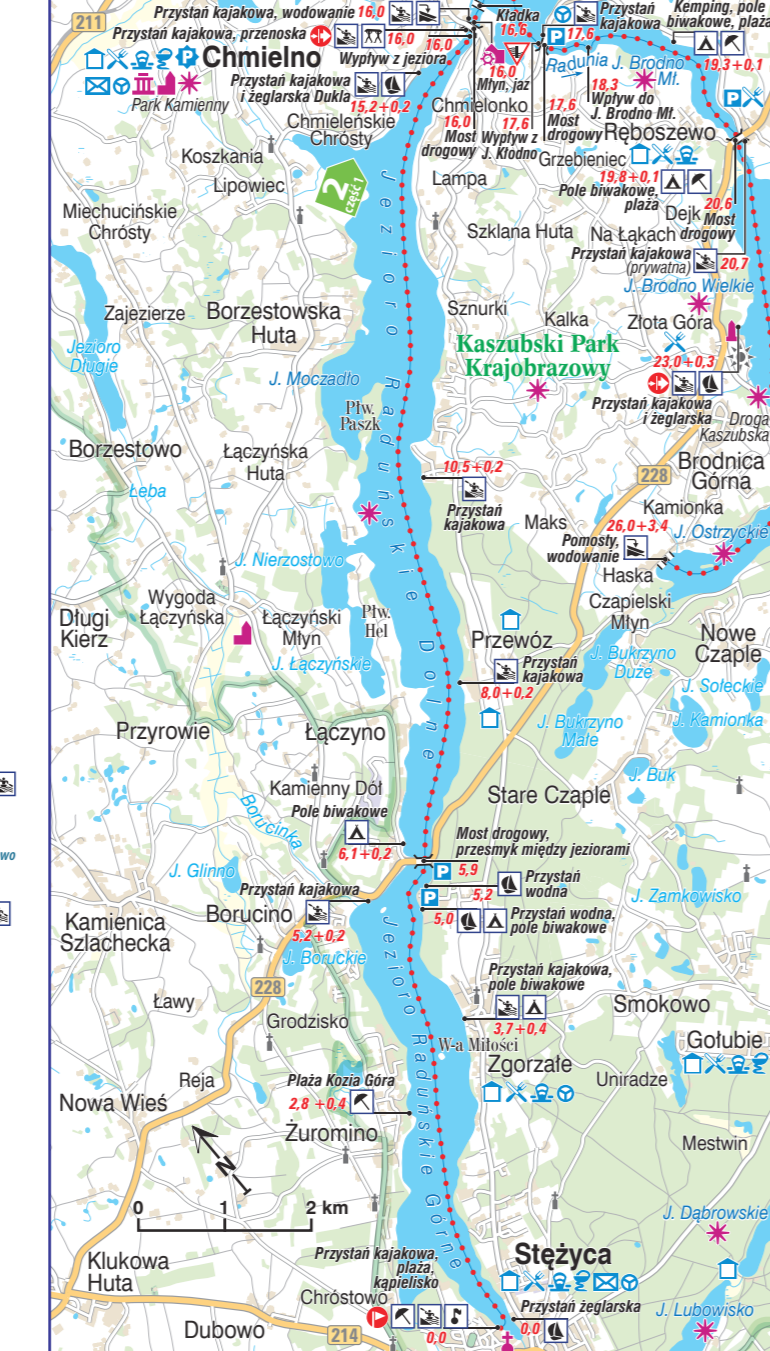 Przystań kajakowa, wodowanie 16,0
Przystań kajakowa, przenoska 16,0
16,0
Wypływ z jeziora
Kładka
16,6
Przystań
kajakowa
17,6
Kemping, pole
biwakowe, plaża
19,3+0,1
211
Chmielno
Park Kamienny
Przystań kajakowa
i żeglarska Dukla
15,2+0,2
16,0
Młyn, jaz
Chmielonko
16,0
Most
drogowy
17,6
Wypływ z
J. Kłodno
17,6
Most
drogowy
Radunia
J. Brodno
Mł.
18,3
Wpływ do
J. Brodno Mł.
Ręboszewo
P
Chmieleńskie
Chrósty
Koszkania
Lipowiec
2
część 1
Lampa
Grzebieniec
19,8+0,1
Pole biwakowe,
plaża
20,6
Most
drogowy
Dejk
Miechucińskie
Chrósty
Szklana Huta
Na Łąkach
Przystań kajakowa
(prywatna)
20,7
J. Brodno Wielkie
Zajezierze
Borzestowska
Huta
Sznurki
Kalka
Złota Góra
Jezioro
Długie
Kaszubski Park
Krajobrazowy
23,0+0,3
Przystań kajakowa
i żeglarska
Droga
Kaszubska
J. Moczadło
Płw.
Paszk
Jezioro Raduńskie Dolne
Borzestowo
Łączyńska
Huta
Łeba
10,5+0,2
Przystań
kajakowa
228
Brodnica
Górna
Kamionka
Maks
26,0+3,4
Pomosty,
wodowanie
J. Ostrzyckie
Haska
J. Nierzostowo
Wygoda
Łączyńska
Długi
Kierz
Łączyński
Młyn
Płw.
Hel
J. Łączyńskie
Czapielski
Młyn
Nowe
Czaple
Przewóz
Przystań
kajakowa
8,0+0,2
J. Bukrzyno
Duże
J. Sołeckie
J. Kamionka
J. Bukrzyno
Małe
Przyrowie
Łączyno
J. Buk
Kamienny Dół
Stare Czaple
Borucinka
Pole biwakowe
6,1+0,2
Most drogowy,
przesmyk między jeziorami
P 5,9
J. Glinno
Przystań kajakowa
Borucino
5,2+0,2
P
5,2
Przystań
wodna
5,0
Przystań wodna,
pole biwakowe
J. Zamkowisko
Kamienica
Szlachecka
J. Boruckie
228
Jezioro Raduńskie Górne
Przystań kajakowa,
pole biwakowe
3,7+0,4
Ławy
Grodzisko
Smokowo
W-a Miłości
Gołubie
Zgorzałe
Reja
Plaża Kozia Góra
2,8 +0,4
Uniradze
Nowa Wieś
Żuromino
Mestwin
N
0 1 2 km
J. Dąbrowskie
Klukowa
Huta
Przystań kajakowa,
plaża,
kąpielisko
Stężyca
Chróstowo
0,0
Przystań żeglarska
0,0
J. Lubowisko
Dubowo
214
wo